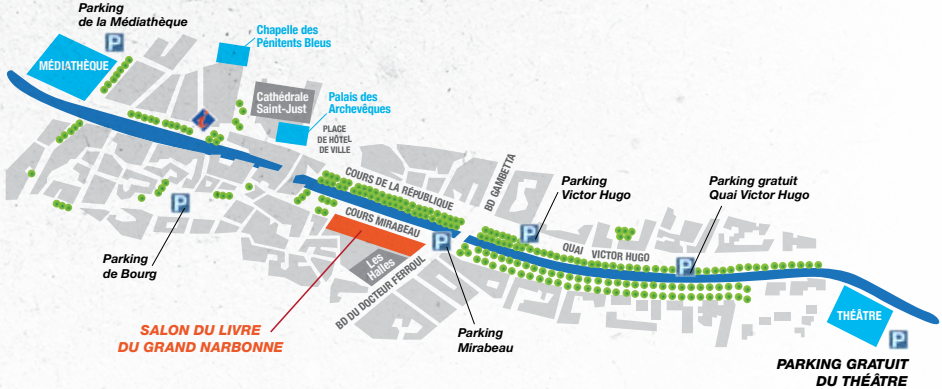 Parking
de la Médiathèque
P
MÉDIATHÈQUE
Chapelle des
Pénitents Bleus
Cathédrale
Saint-Just
Palais des
Archevêques
i
PLACE
DE HÔTEL
DE VILLE
COURS DE LA RÉPUBLIQUE
BD GAMBETTA
Parking
Victor Hugo
P
Parking gratuit
Quai Victor Hugo
P
QUAI VICTOR HUGO
P
Parking
de Bourg
COURS MIRABEAU
Les
Halles
BD DU DOCTEUR FERROUL
P
Parking
Mirabeau
SALON DU LIVRE
DU GRAND NARBONNE
THÉÂTRE
P
PARKING GRATUIT
DU THÉÂTRE